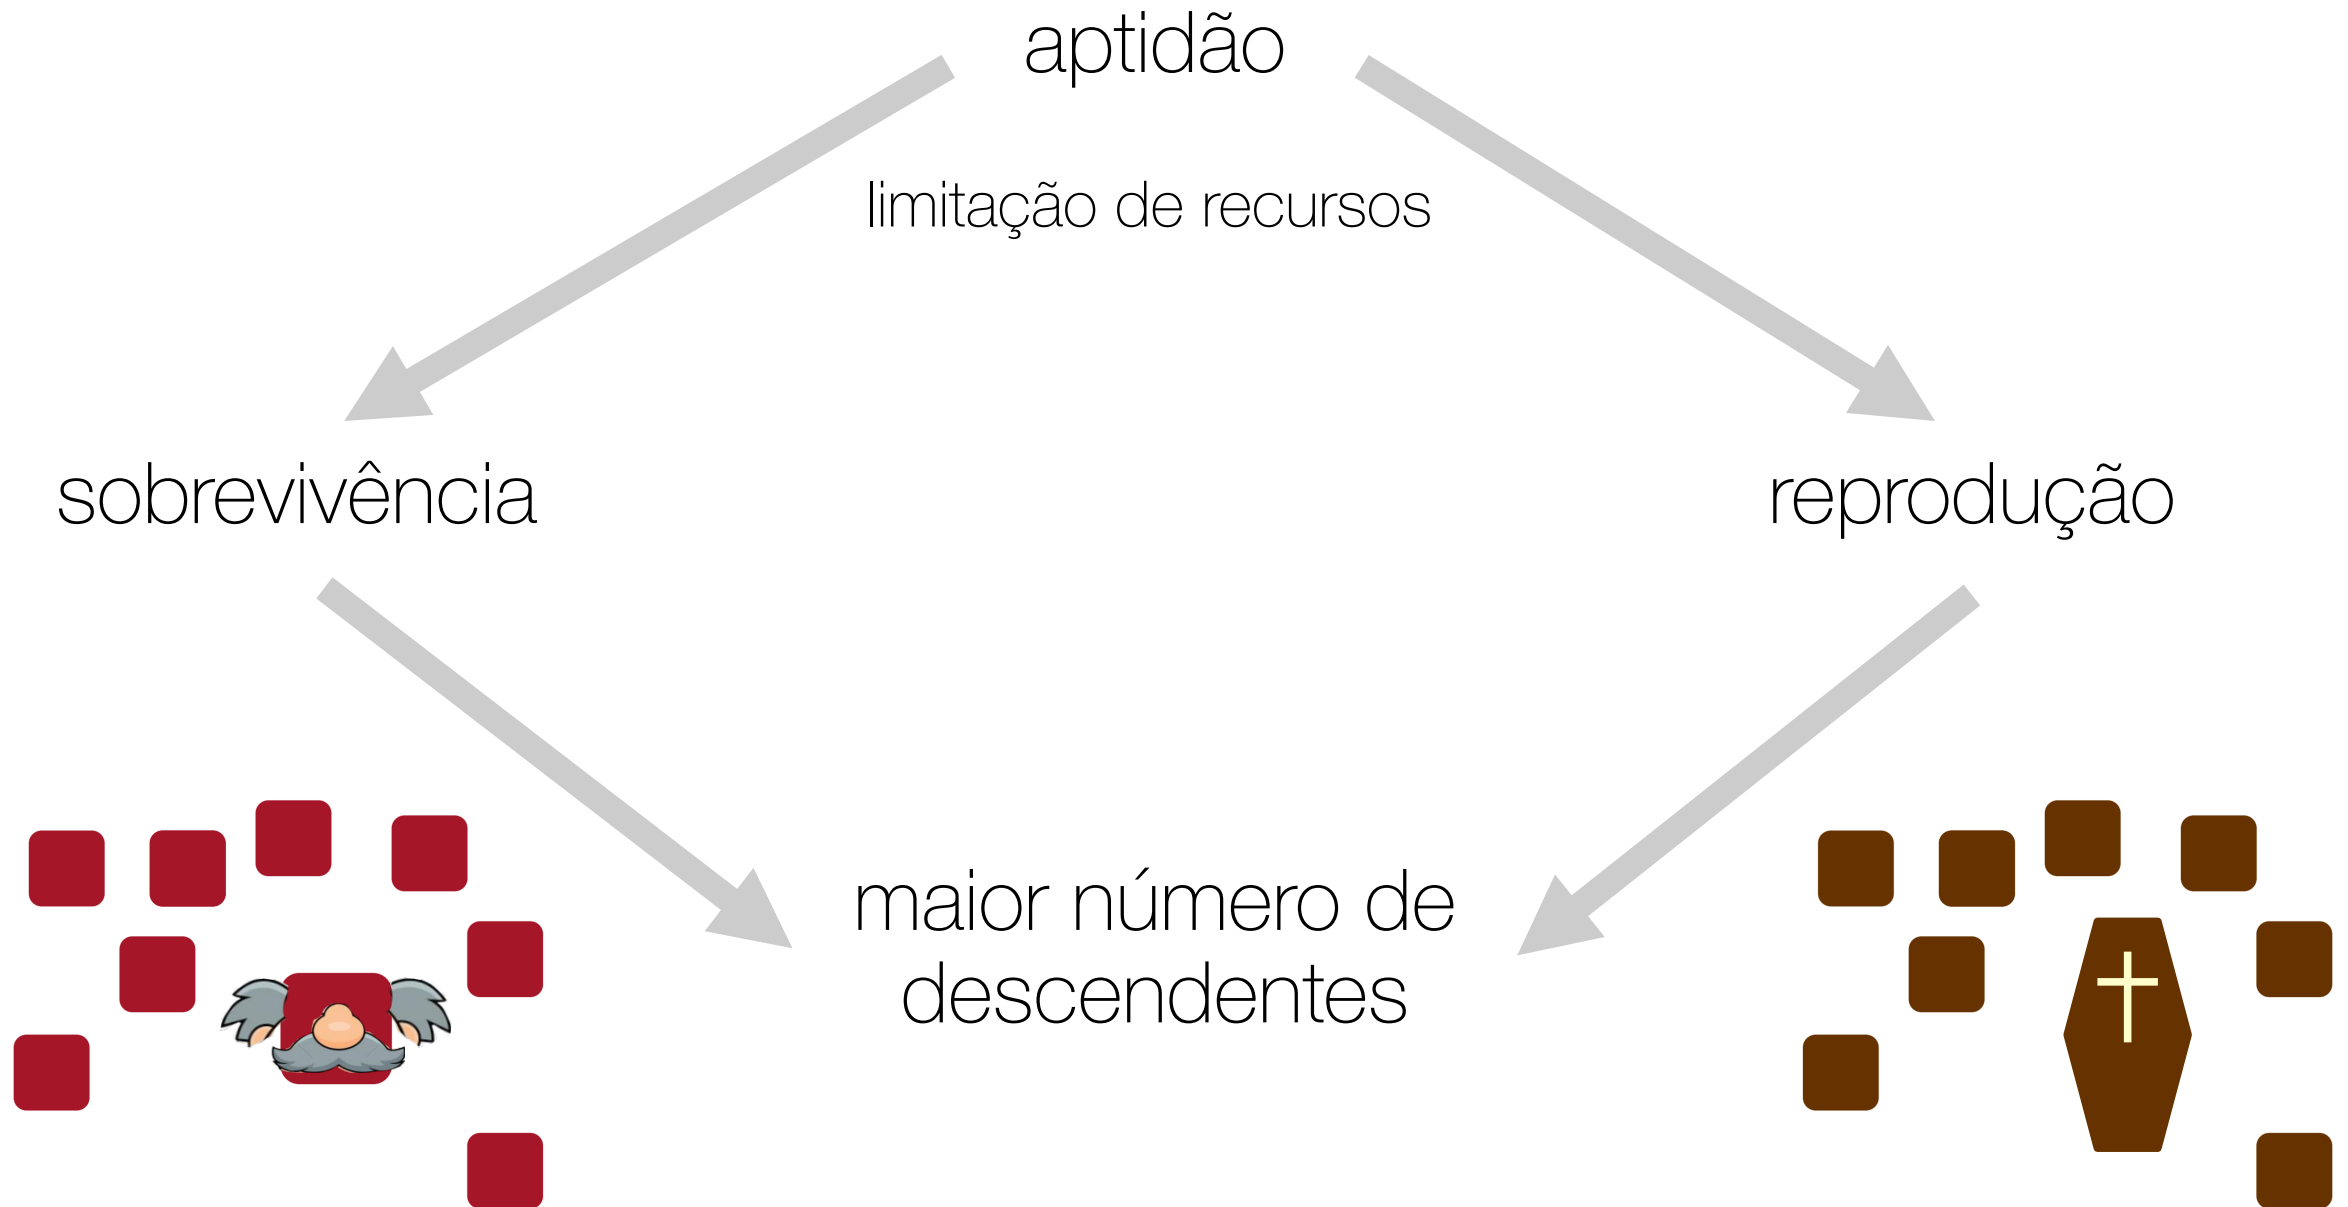 aptidão
limitação de recursos
sobrevivência
reprodução
maior número de
descendentes